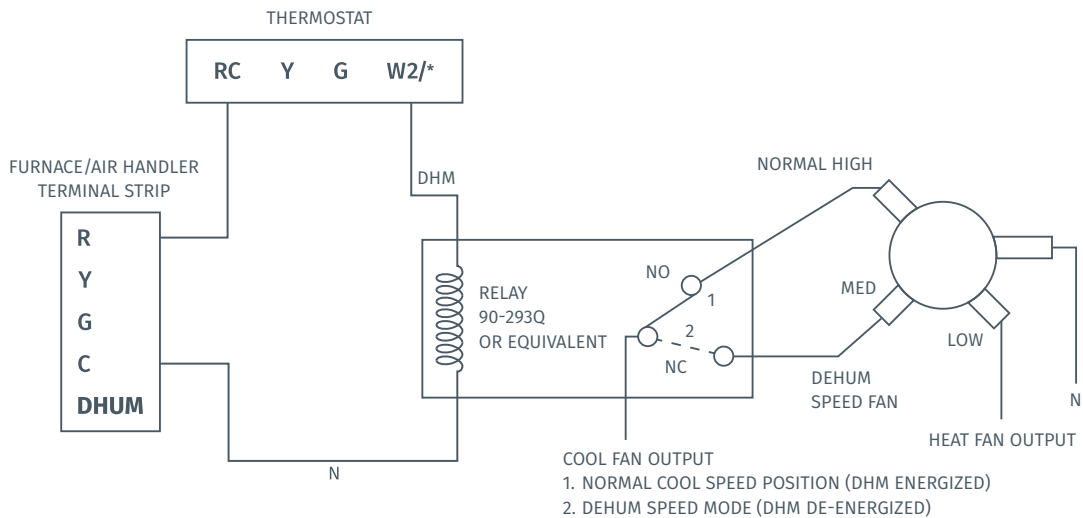 THERMOSTAT
RC Y G W2/*
FURNACE/AIR HANDLER
TERMINAL STRIP
R
Y
G
C
DHUM
DHM
N
RELAY
90-293Q
OR EQUIVALENT
NO
1
2
NC
NORMAL HIGH
MED
LOW
DEHUM
SPEED FAN
N
HEAT FAN OUTPUT
COOL FAN OUTPUT
1. NORMAL COOL SPEED POSITION (DHM ENERGIZED)
2. DEHUM SPEED MODE (DHM DE-ENERGIZED)